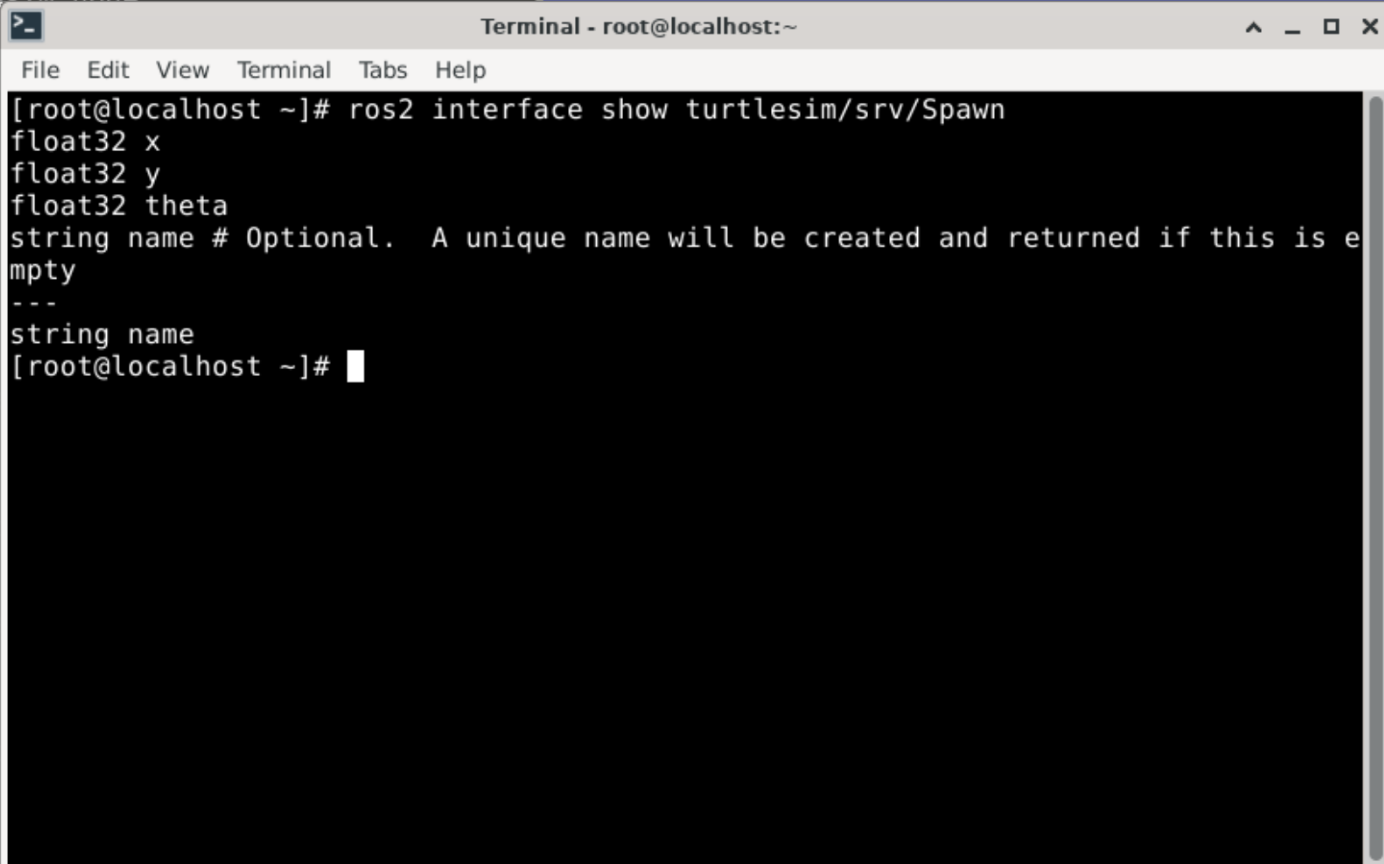 Terminal - root@localhost:~
File Edit View Terminal Tabs Help
[root@localhost ~]# ros2 interface show turtlesim/srv/Spawn
float32 x
float32 y
float32 theta
string name # Optional.  A unique name will be created and returned if this is e
mpty
---
string name
[root@localhost ~]#